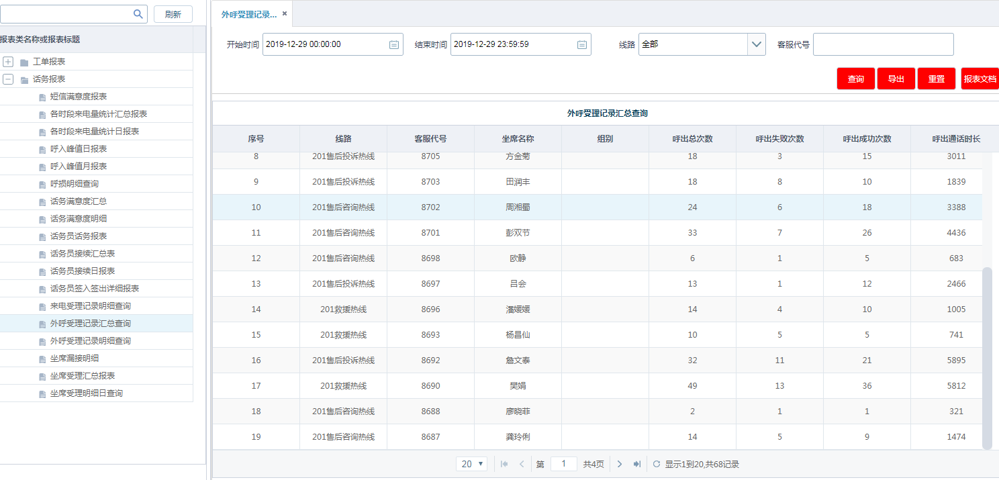 刷新
报表类名称或报表标题
工单报表
话务报表
短信满意度报表
各时段来电量统计汇总报表
各时段来电量统计日报表
呼入峰值日报表
呼入峰值月报表
呼损明细查询
话务满意度汇总
话务满意度明细
话务员话务报表
话务员接续汇总表
话务员接续日报表
话务员签入签出详细报表
来电受理记录明细查询
外呼受理记录汇总查询
外呼受理记录明细查询
坐席漏接明细
坐席受理汇总报表
坐席受理明细日查询
外呼受理记录... ×
开始时间 2019-12-29 00:00:00 结束时间 2019-12-29 23:59:59 线路 全部 客服代号
查询 导出 重置 报表文档
外呼受理记录汇总查询
序号 线路 客服代号 坐席名称 组别 呼出总次数 呼出失败次数 呼出成功次数 呼出通话时长
8 201售后投诉热线 8705 方金菊 18 3 15 3011
9 201售后投诉热线 8703 田润丰 18 8 10 1839
10 201售后咨询热线 8702 周湘蜀 24 6 18 3388
11 201售后咨询热线 8701 彭双节 33 7 26 4436
12 201售后咨询热线 8698 欧静 6 1 5 683
13 201售后投诉热线 8697 吕会 13 1 12 2466
14 201救援热线 8696 潘媛媛 14 4 10 1005
15 201救援热线 8693 杨昌仙 10 5 5 741
16 201售后投诉热线 8692 詹文泰 32 11 21 5895
17 201救援热线 8690 樊娟 49 13 36 5812
18 201售后咨询热线 8688 廖晓菲 2 1 1 321
19 201售后咨询热线 8687 龚玲俐 14 5 9 1474
20 第 1 共4页 显示1到20,共68记录